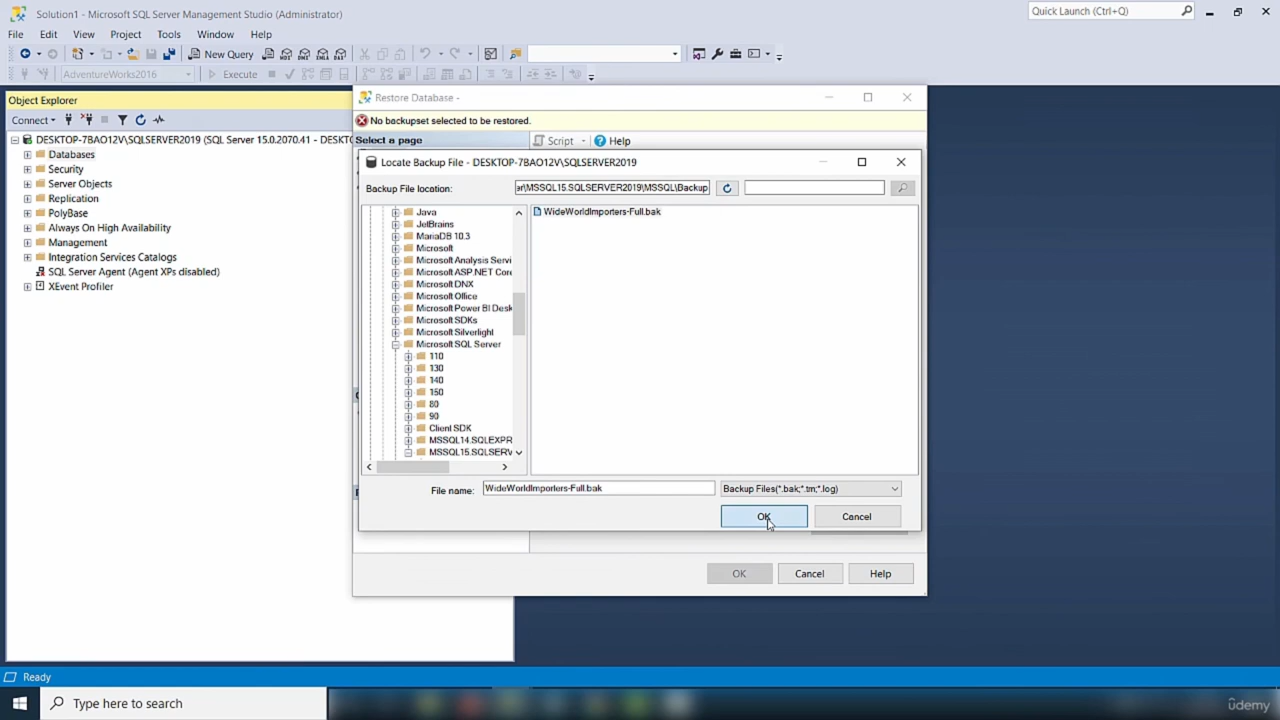 Solution1 - Microsoft SQL Server Management Studio (Administrator)
Quick Launch (Ctrl+Q)
File Edit View Project Tools Window Help
New Query
AdventureWorks2016
Execute
Object Explorer
Connect
DESKTOP-7BAO12V\SQLSERVER2019 (SQL Server 15.0.2070.41 - DESKTO
Databases
Security
Server Objects
Replication
PolyBase
Always On High Availability
Management
Integration Services Catalogs
SQL Server Agent (Agent XPs disabled)
XEvent Profiler
Restore Database -
No backupset selected to be restored.
Select a page
Script
Help
Locate Backup File - DESKTOP-7BAO12V\SQLSERVER2019
Backup File location:
er\MSSQL15.SQLSERVER2019\MSSQL\Backup
Java
JetBrains
MariaDB 10.3
Microsoft
Microsoft Analysis Servi
Microsoft ASP.NET Core
Microsoft DNX
Microsoft Office
Microsoft Power BI Desk
Microsoft SDKs
Microsoft Silverlight
Microsoft SQL Server
110
130
140
150
80
90
Client SDK
MSSQL14.SQLEXPR
MSSQL15.SQLSERV
WideWorldImporters-Full.bak
File name:
WideWorldImporters-Full.bak
Backup Files(*.bak;*.trn;*.log)
OK
Cancel
OK
Cancel
Help
Ready
Type here to search
ûdemy